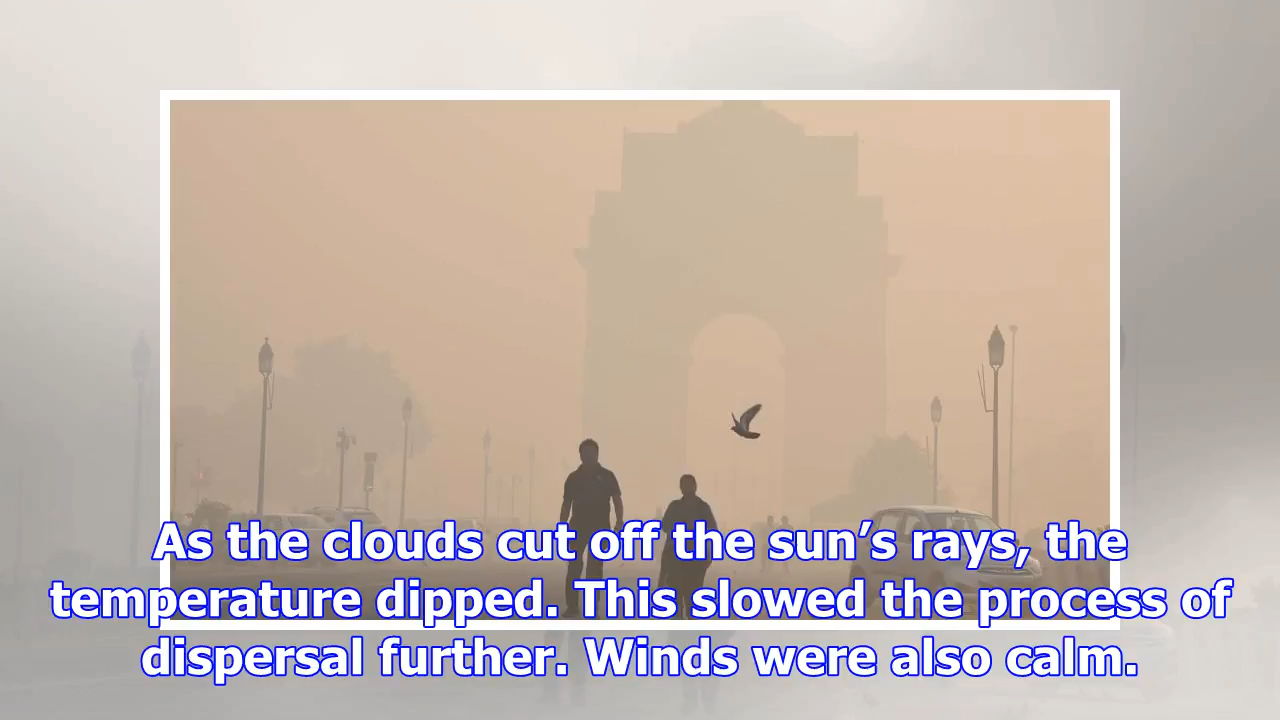 As the clouds cut off the sun’s rays, the
temperature dipped. This slowed the process of
dispersal further. Winds were also calm.